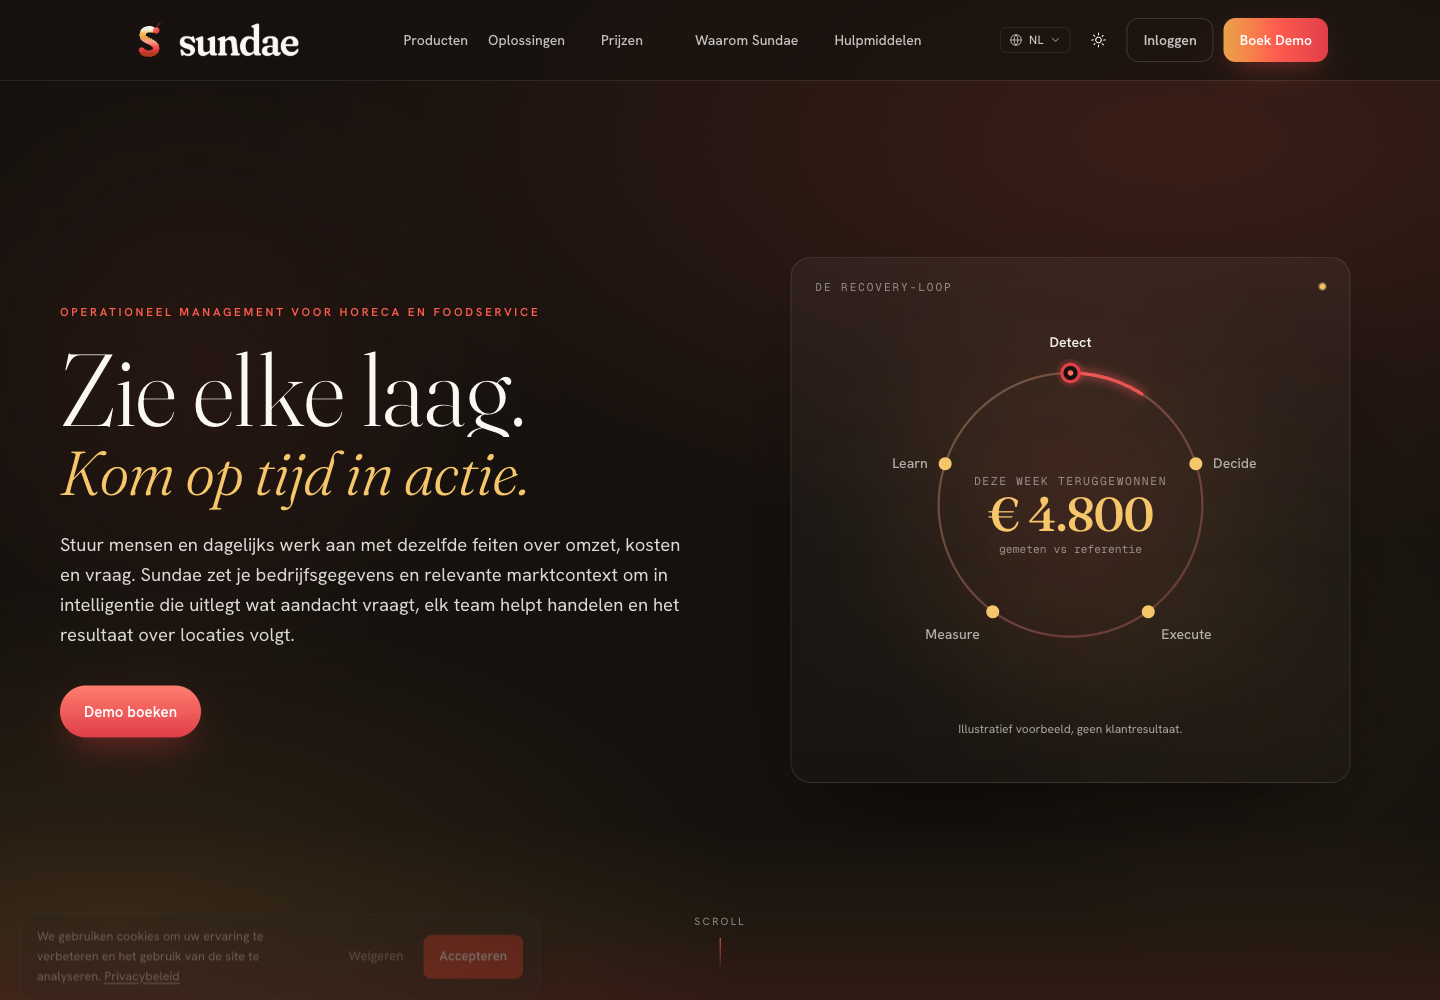 sundae
Producten
Oplossingen
Prijzen
Waarom Sundae
Hulpmiddelen
NL
Inloggen
Boek Demo
OPERATIONEEL MANAGEMENT VOOR HORECA EN FOODSERVICE
Zie elke laag.
Kom op tijd in actie.
Stuur mensen en dagelijks werk aan met dezelfde feiten over omzet, kosten
en vraag. Sundae zet je bedrijfsgegevens en relevante marktcontext om in
intelligentie die uitlegt wat aandacht vraagt, elk team helpt handelen en het
resultaat over locaties volgt.
Demo boeken
DE RECOVERY-LOOP
Detect
Learn
Decide
DEZE WEEK TERUGGEWONNEN
€ 4.800
gemeten vs referentie
Measure
Execute
Illustratief voorbeeld, geen klantresultaat.
SCROLL
We gebruiken cookies om uw ervaring te
verbeteren en het gebruik van de site te
analyseren. Privacybeleid
Weigeren
Accepteren